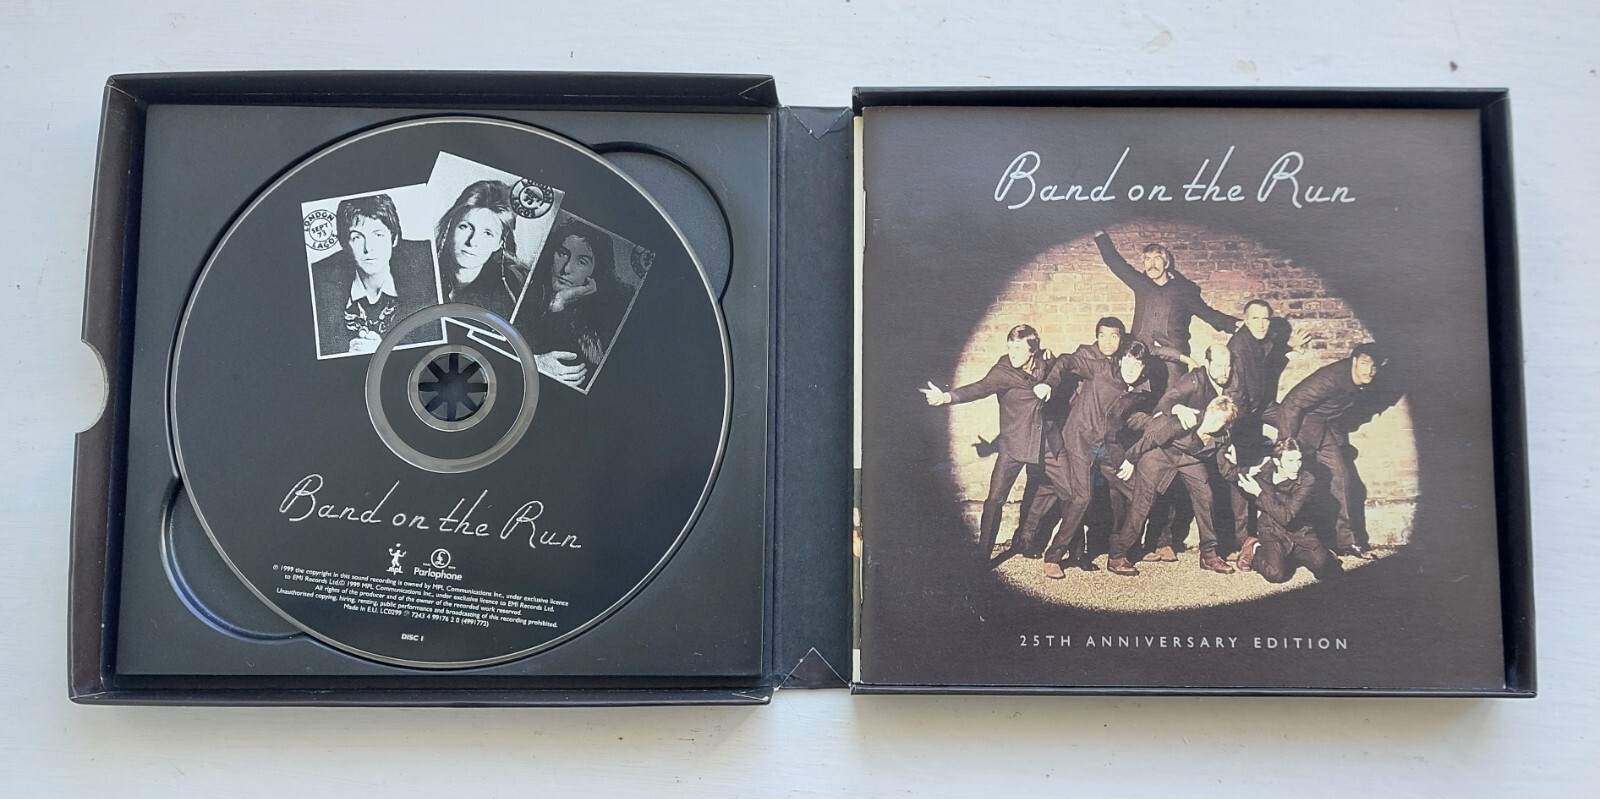 LONDON
SEPT
73
LAGOS
73
LAGOS
Band on the Run
mpl
Parlophone
℗ 1999 the copyright in this sound recording is owned by MPL Communications Inc., under exclusive licence
to EMI Records Ltd.© 1999 MPL Communications Inc., under exclusive licence to EMI Records Ltd.
All rights of the producer and of the owner of the recorded work reserved.
Unauthorised copying, hiring, renting, public performance and broadcasting of this recording prohibited.
Made in E.U. LC0299 ℗ 7243 4 99176 2 0 (4991772)
DISC 1
Band on the Run
25TH ANNIVERSARY EDITION